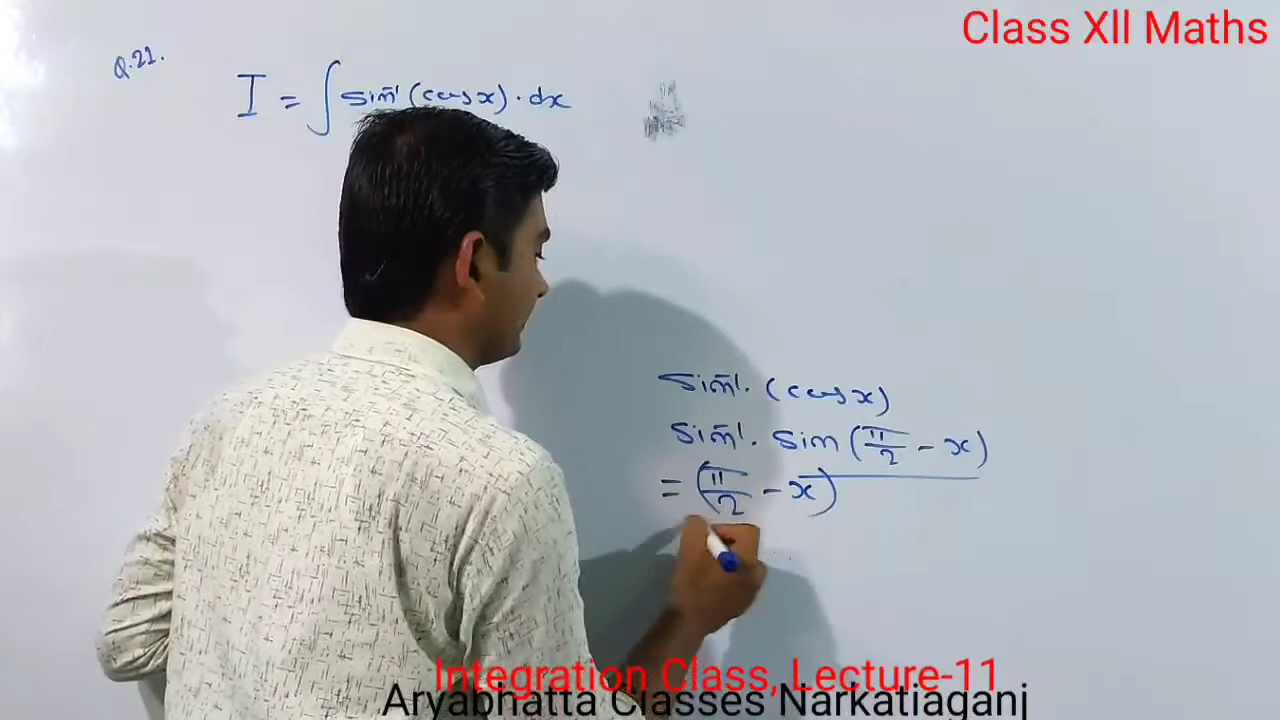 Class XII Maths
Q.21.
I = ∫ Sin⁻¹(cos x) · dx
Sin⁻¹. (cos x)
Sin⁻¹. Sin (π/2 − x)
= (π/2 − x)
Integration Class, Lecture-11
Aryabhatta Classes Narkatiaganj